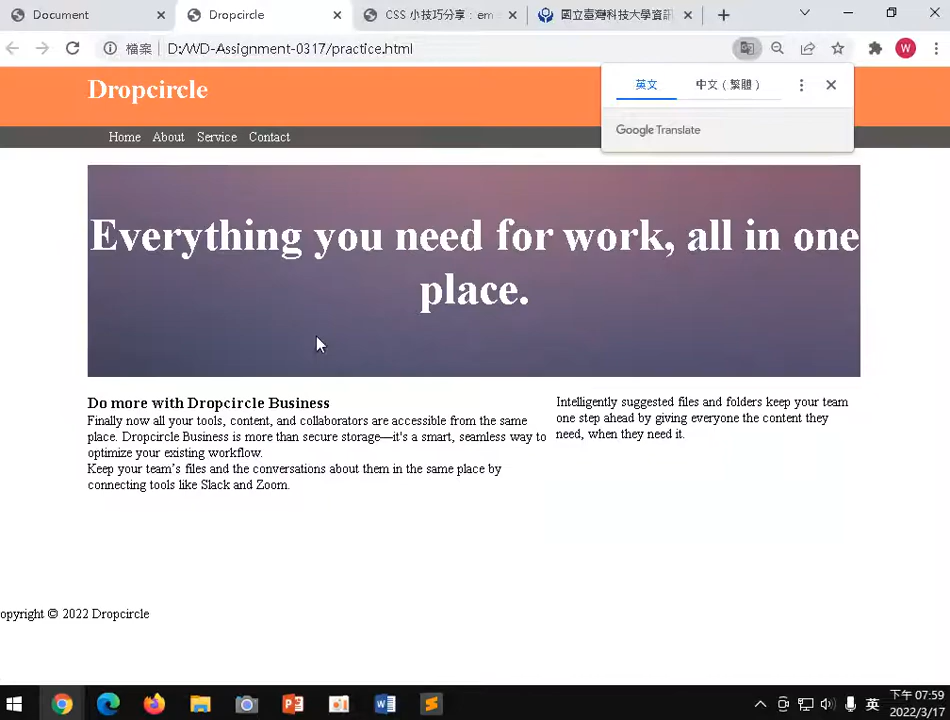 Document
Dropcircle
CSS 小技巧分享：em
國立臺灣科技大學資訊
檔案
D:/WD-Assignment-0317/practice.html
W
Dropcircle
英文
中文（繁體）
Google Translate
Home About Service Contact
Everything you need for work, all in one
place.
Do more with Dropcircle Business
Finally now all your tools, content, and collaborators are accessible from the same
place. Dropcircle Business is more than secure storage—it's a smart, seamless way to
optimize your existing workflow.
Keep your team’s files and the conversations about them in the same place by
connecting tools like Slack and Zoom.
Intelligently suggested files and folders keep your team
one step ahead by giving everyone the content they
need, when they need it.
opyright © 2022 Dropcircle
英
下午 07:59
2022/3/17